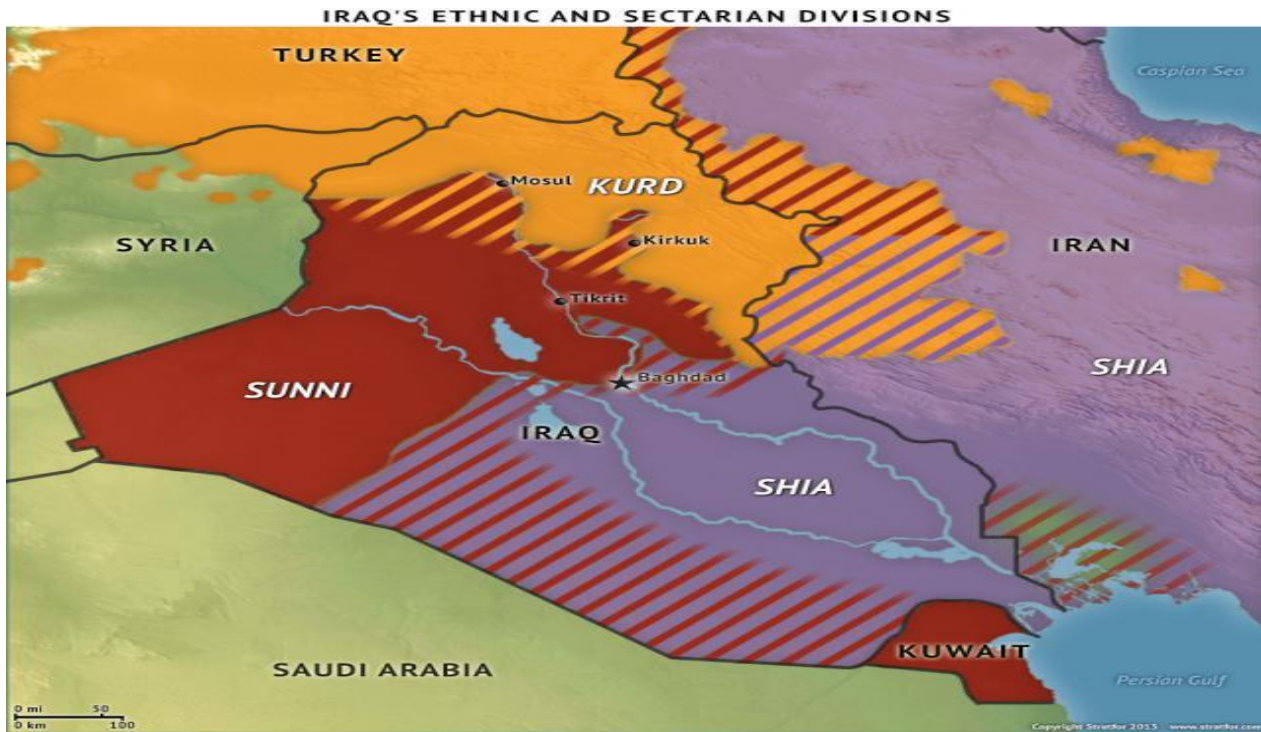 IRAQ'S ETHNIC AND SECTARIAN DIVISIONS
TURKEY
Caspian Sea
Mosul
KURD
SYRIA
Kirkuk
IRAN
Tikrit
SHIA
Baghdad
SUNNI
IRAQ
SHIA
KUWAIT
SAUDI ARABIA
Persian Gulf
0 mi 50
0 km 100
Copyright Stratfor 2013 www.stratfor.com